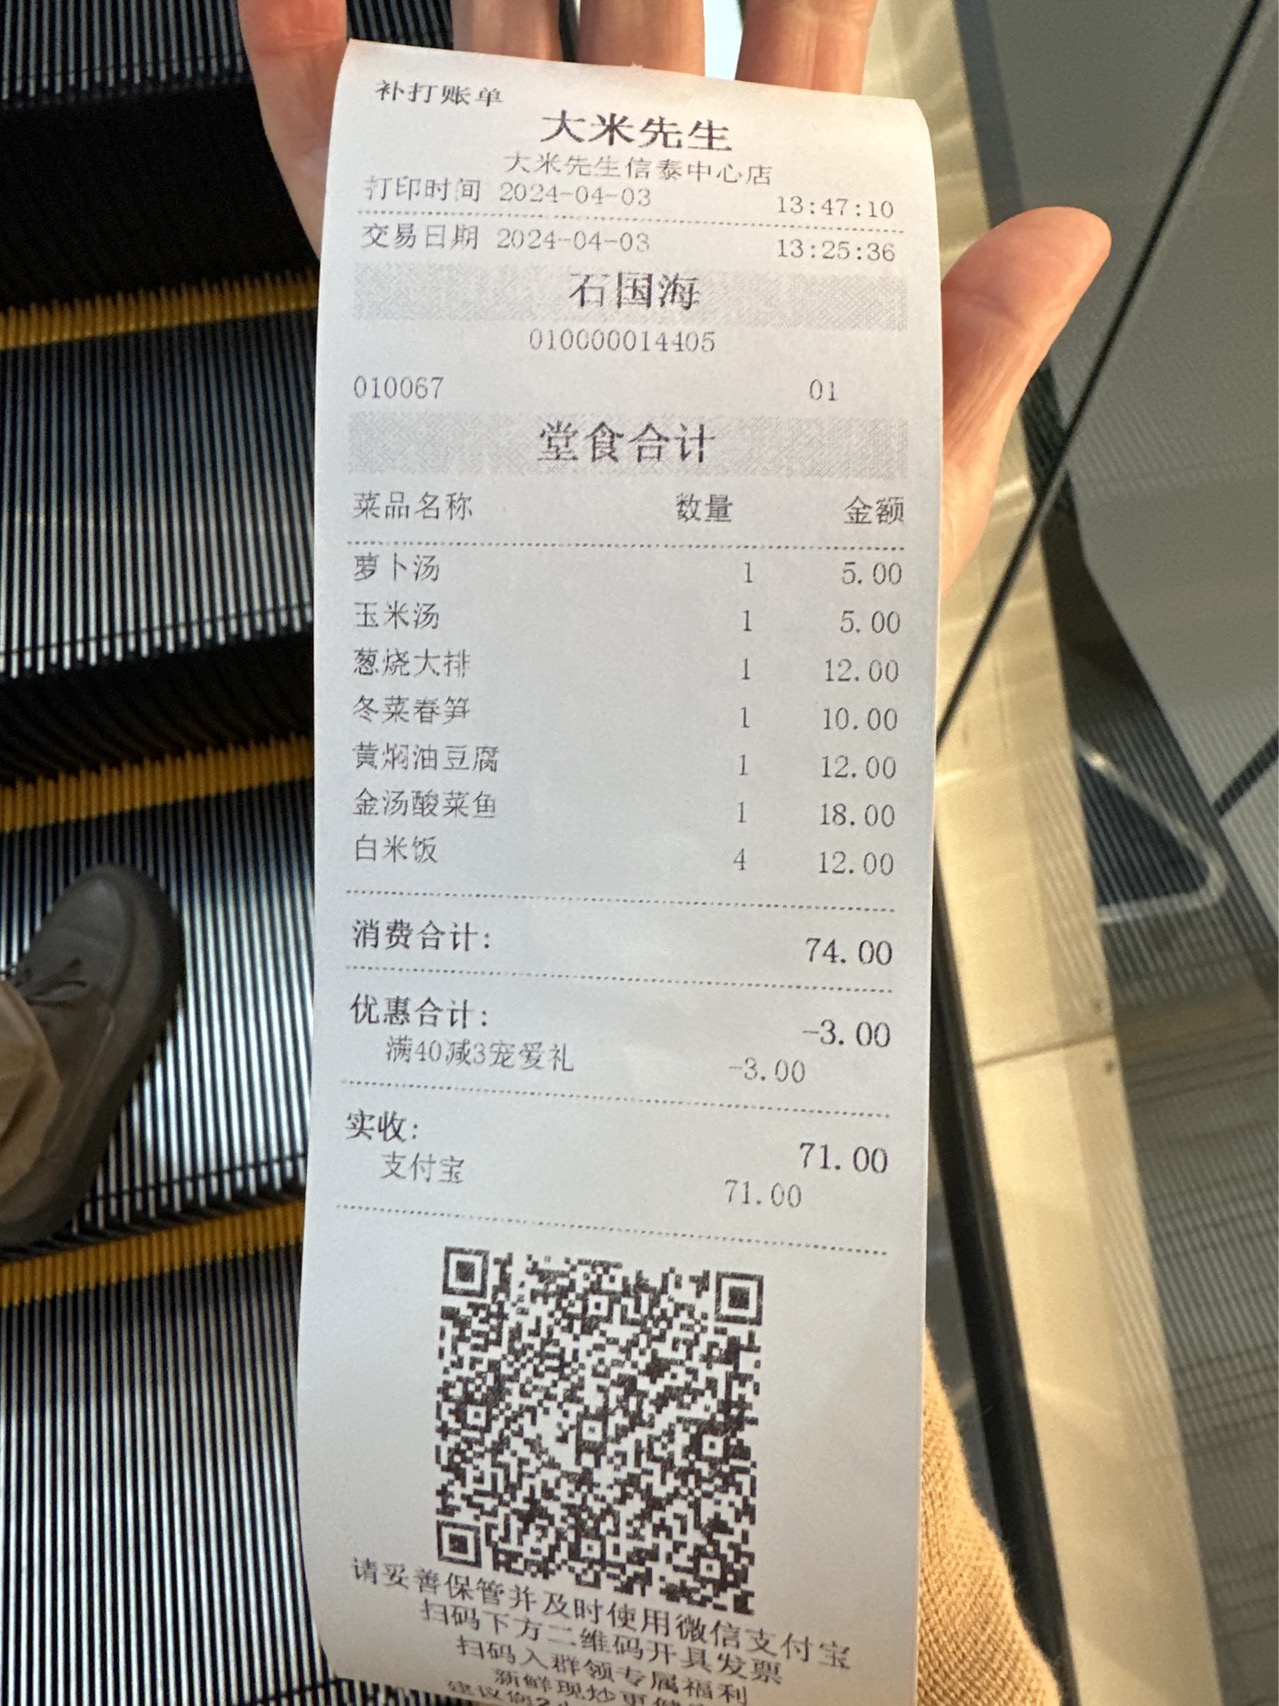 补打账单
大米先生
大米先生信泰中心店
打印时间 2024-04-03 13:47:10
交易日期 2024-04-03 13:25:36
石国海
010000014405
010067 01
堂食合计
菜品名称 数量 金额
萝卜汤 1 5.00
玉米汤 1 5.00
葱烧大排 1 12.00
冬菜春笋 1 10.00
黄焖油豆腐 1 12.00
金汤酸菜鱼 1 18.00
白米饭 4 12.00
消费合计: 74.00
优惠合计: -3.00
满40减3宠爱礼 -3.00
实收: 71.00
支付宝 71.00
请妥善保管并及时使用微信支付宝
扫码下方二维码开具发票
扫码入群领专属福利
新鲜现炒更健
建议您2